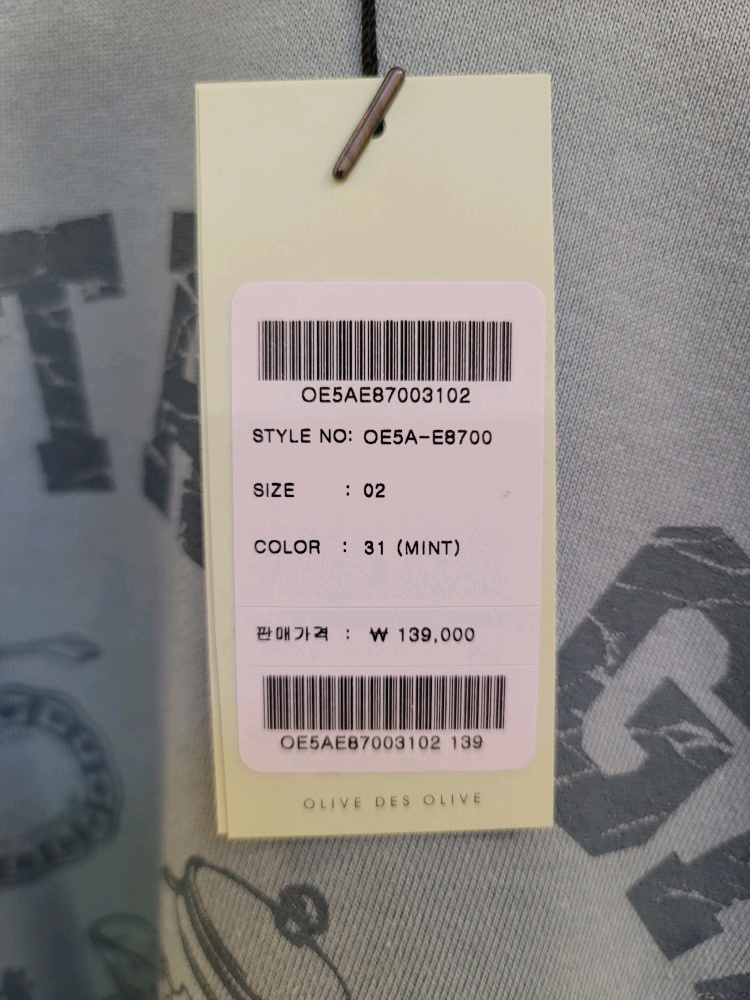 OE5AE87003102
STYLE NO: OE5A-E8700
SIZE : 02
COLOR : 31 (MINT)
판매가격 : ₩ 139,000
OE5AE87003102 139
OLIVE DES OLIVE